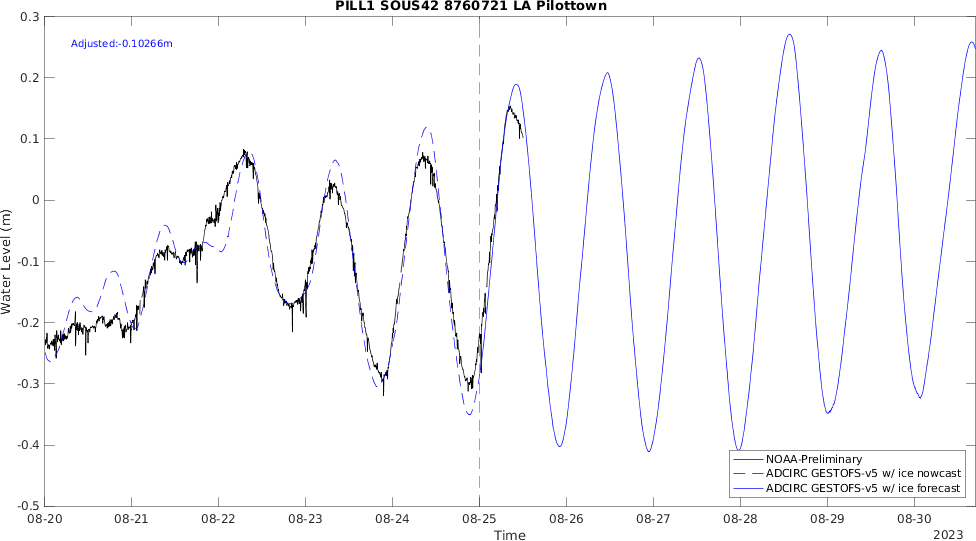 PILL1 SOUS42 8760721 LA Pilottown
Adjusted:-0.10266m
0.3
0.2
0.1
0
-0.1
-0.2
-0.3
-0.4
-0.5
Water Level (m)
NOAA-Preliminary
ADCIRC GESTOFS-v5 w/ ice nowcast
ADCIRC GESTOFS-v5 w/ ice forecast
08-20 08-21 08-22 08-23 08-24 08-25 08-26 08-27 08-28 08-29 08-30
Time
2023